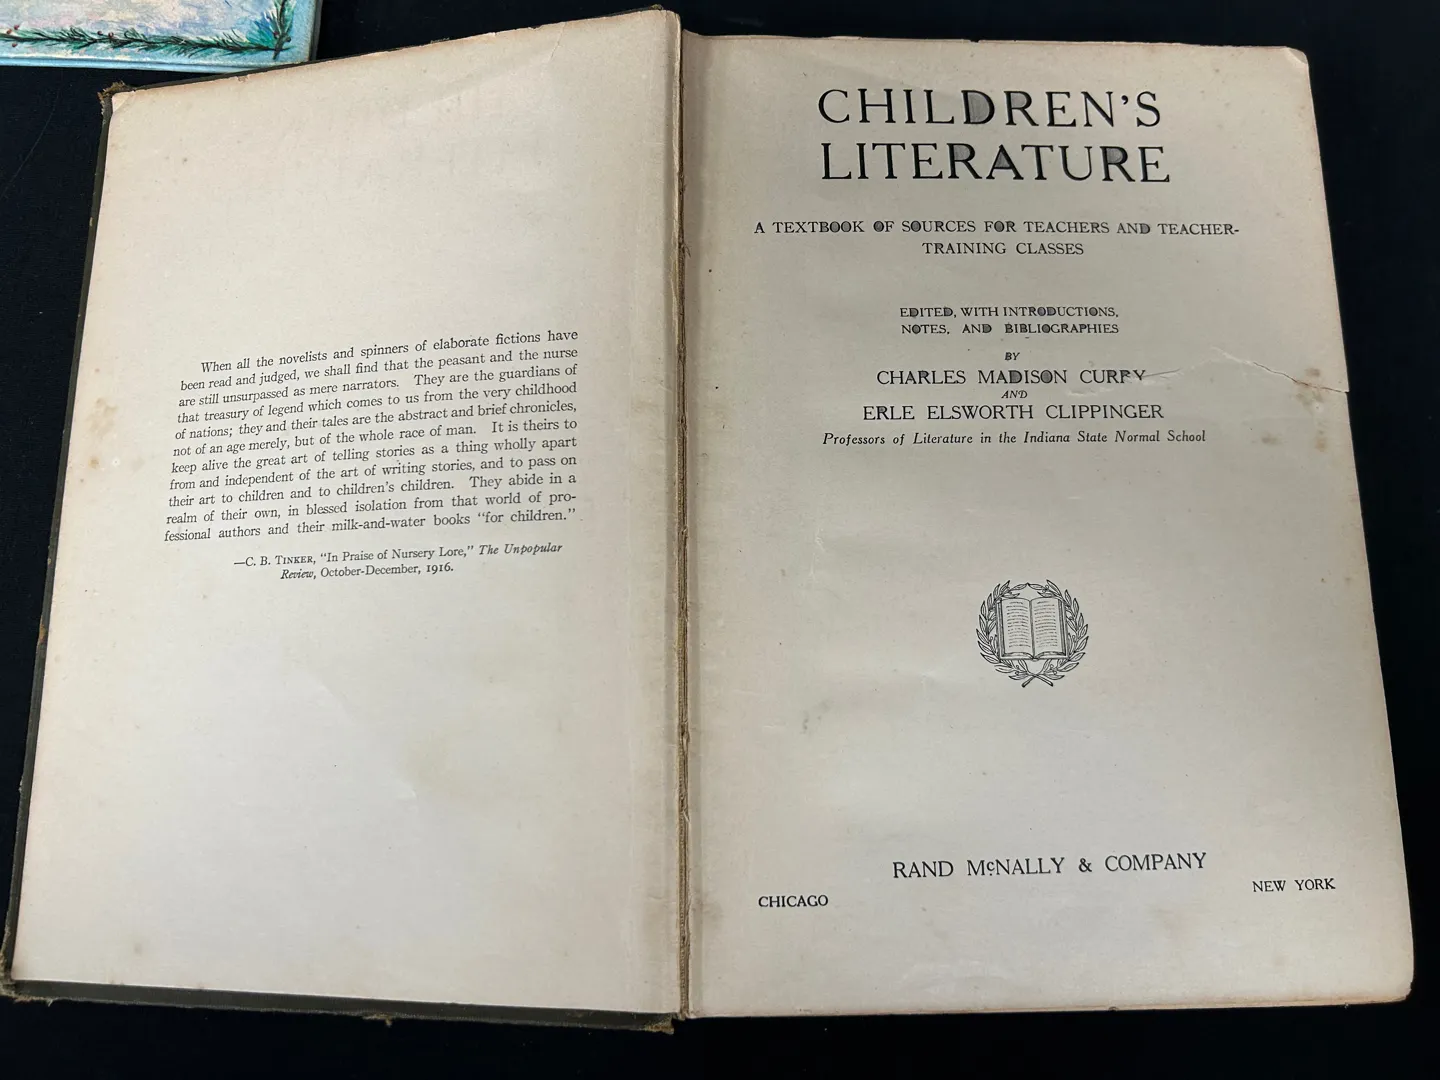 When all the novelists and spinners of elaborate fictions have
been read and judged, we shall find that the peasant and the nurse
are still unsurpassed as mere narrators. They are the guardians of
that treasury of legend which comes to us from the very childhood
of nations; they and their tales are the abstract and brief chronicles,
not of an age merely, but of the whole race of man. It is theirs to
keep alive the great art of telling stories as a thing wholly apart
from and independent of the art of writing stories, and to pass on
their art to children and to children's children. They abide in a
realm of their own, in blessed isolation from that world of pro-
fessional authors and their milk-and-water books "for children."
—C. B. TINKER, "In Praise of Nursery Lore," The Unpopular
Review, October-December, 1916.
CHILDREN'S
LITERATURE
A TEXTBOOK OF SOURCES FOR TEACHERS AND TEACHER-
TRAINING CLASSES
EDITED, WITH INTRODUCTIONS,
NOTES, AND BIBLIOGRAPHIES
BY
CHARLES MADISON CURRY
AND
ERLE ELSWORTH CLIPPINGER
Professors of Literature in the Indiana State Normal School
RAND McNALLY & COMPANY
CHICAGO NEW YORK